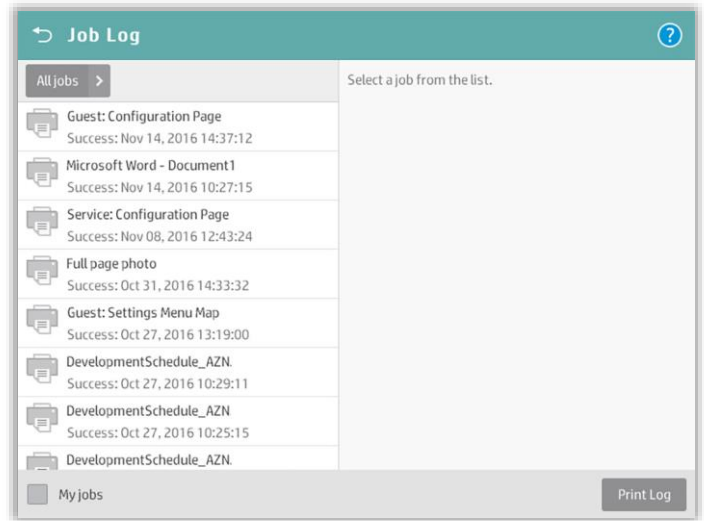 Job Log
?
All jobs >
Select a job from the list.
Guest: Configuration Page
Success: Nov 14, 2016 14:37:12
Microsoft Word - Document1
Success: Nov 14, 2016 10:27:15
Service: Configuration Page
Success: Nov 08, 2016 12:43:24
Full page photo
Success: Oct 31, 2016 14:33:32
Guest: Settings Menu Map
Success: Oct 27, 2016 13:19:00
DevelopmentSchedule_AZN.
Success: Oct 27, 2016 10:29:11
DevelopmentSchedule_AZN
Success: Oct 27, 2016 10:25:15
DevelopmentSchedule_AZN.
My jobs
Print Log